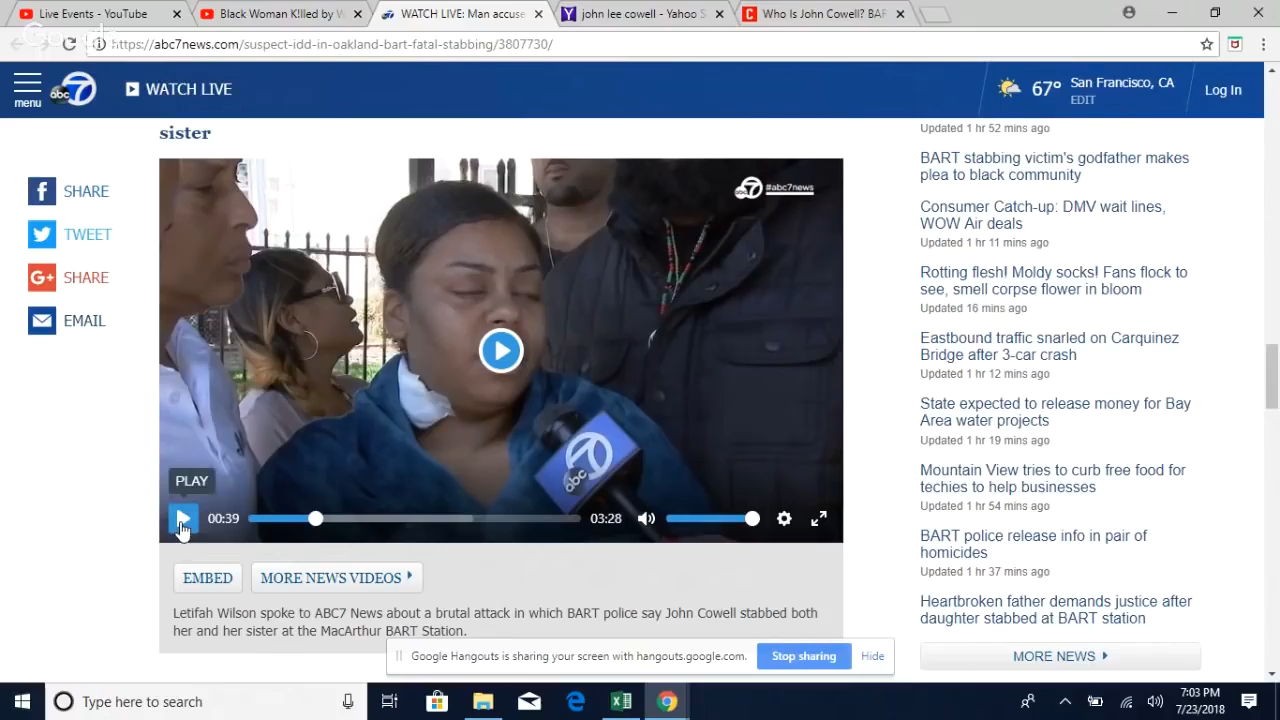 Live Events - YouTube
Black Woman K!lled by W
WATCH LIVE: Man accuse
john lee cowell - Yahoo S
Who Is John Cowell? BAR
https://abc7news.com/suspect-idd-in-oakland-bart-fatal-stabbing/3807730/
menu
abc 7
WATCH LIVE
67°
San Francisco, CA
EDIT
Log In
sister
SHARE
TWEET
G+ SHARE
EMAIL
abc 7 #abc7news
abc 7
PLAY
00:39
03:28
EMBED
MORE NEWS VIDEOS
Letifah Wilson spoke to ABC7 News about a brutal attack in which BART police say John Cowell stabbed both
her and her sister at the MacArthur BART Station.
Updated 1 hr 52 mins ago
BART stabbing victim's godfather makes
plea to black community
Consumer Catch-up: DMV wait lines,
WOW Air deals
Updated 1 hr 11 mins ago
Rotting flesh! Moldy socks! Fans flock to
see, smell corpse flower in bloom
Updated 16 mins ago
Eastbound traffic snarled on Carquinez
Bridge after 3-car crash
Updated 1 hr 12 mins ago
State expected to release money for Bay
Area water projects
Updated 1 hr 19 mins ago
Mountain View tries to curb free food for
techies to help businesses
Updated 1 hr 54 mins ago
BART police release info in pair of
homicides
Updated 1 hr 37 mins ago
Heartbroken father demands justice after
daughter stabbed at BART station
MORE NEWS
Google Hangouts is sharing your screen with hangouts.google.com.
Stop sharing
Hide
Type here to search
7:03 PM
7/23/2018